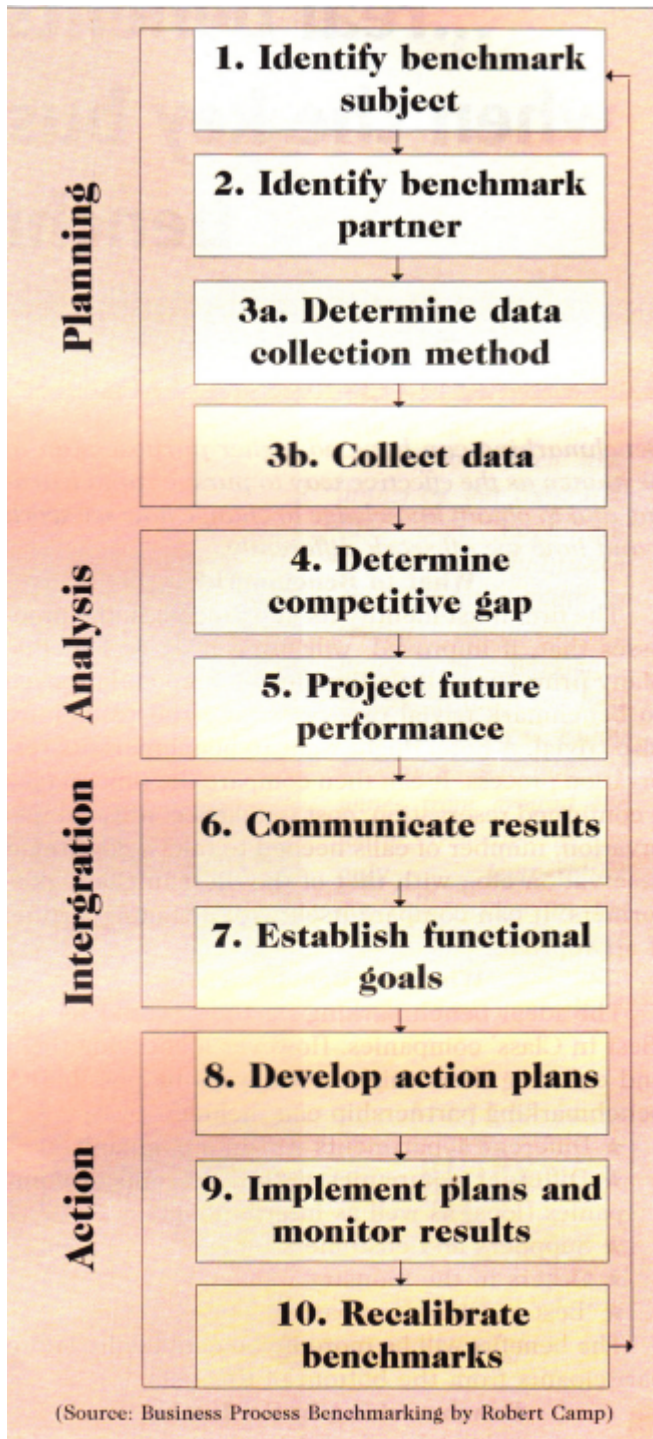 1. Identify benchmark
subject
2. Identify benchmark
partner
3a. Determine data
collection method
3b. Collect data
Planning
4. Determine
competitive gap
5. Project future
performance
Analysis
6. Communicate results
7. Establish functional
goals
Intergration
8. Develop action plans
9. Implement plans and
monitor results
10. Recalibrate
benchmarks
Action
(Source: Business Process Benchmarking by Robert Camp)